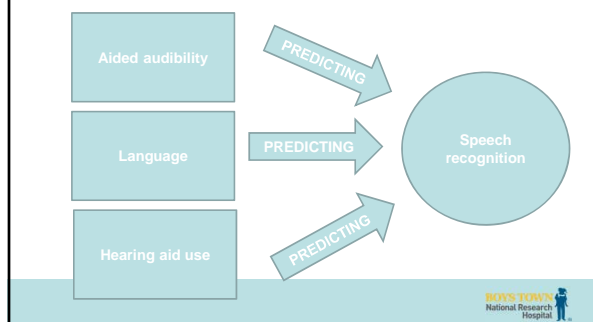 Aided audibility
PREDICTING
Language
PREDICTING
Speech
recognition
Hearing aid use
PREDICTING
BOYS TOWN
National Research
Hospital